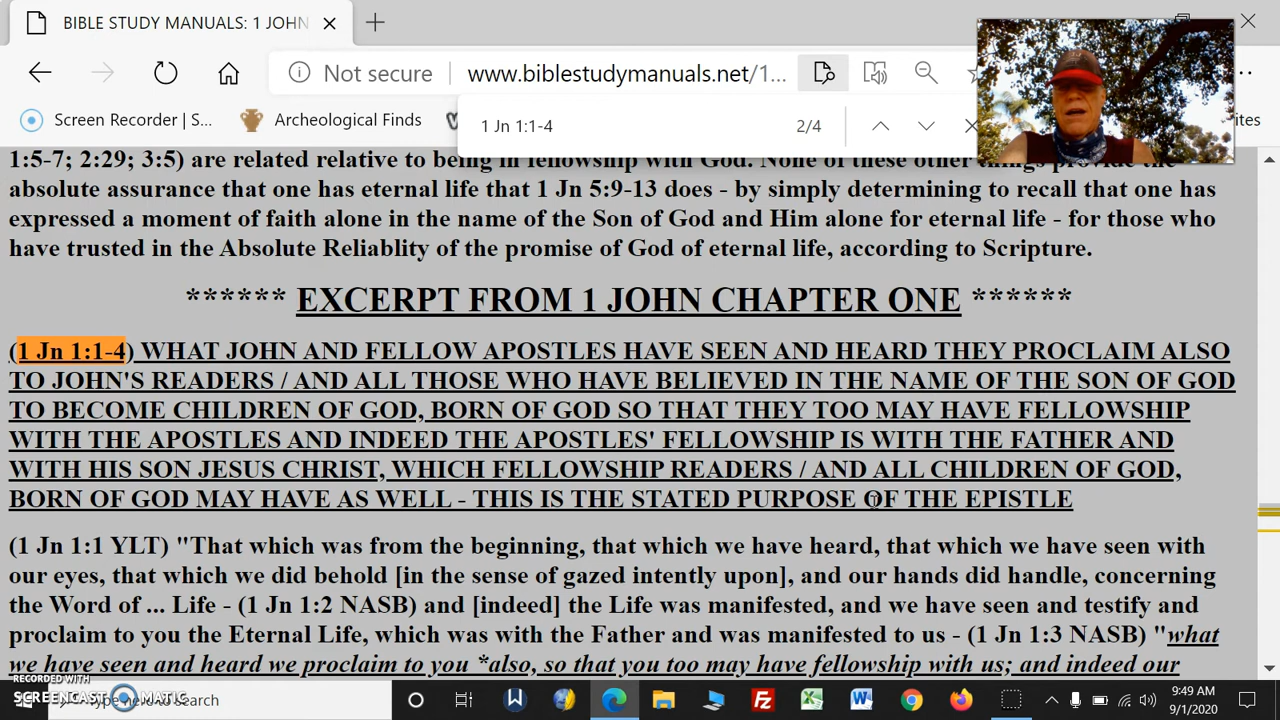 BIBLE STUDY MANUALS: 1 JOHN
Not secure
www.biblestudymanuals.net/1...
Screen Recorder | S...
Archeological Finds
ites
1 Jn 1:1-4
2/4
1:5-7; 2:29; 3:5) are related relative to being in fellowship with God. None of these other things provide the
absolute assurance that one has eternal life that 1 Jn 5:9-13 does - by simply determining to recall that one has
expressed a moment of faith alone in the name of the Son of God and Him alone for eternal life - for those who
have trusted in the Absolute Reliablity of the promise of God of eternal life, according to Scripture.
****** EXCERPT FROM 1 JOHN CHAPTER ONE ******
(1 Jn 1:1-4) WHAT JOHN AND FELLOW APOSTLES HAVE SEEN AND HEARD THEY PROCLAIM ALSO
TO JOHN'S READERS / AND ALL THOSE WHO HAVE BELIEVED IN THE NAME OF THE SON OF GOD
TO BECOME CHILDREN OF GOD, BORN OF GOD SO THAT THEY TOO MAY HAVE FELLOWSHIP
WITH THE APOSTLES AND INDEED THE APOSTLES' FELLOWSHIP IS WITH THE FATHER AND
WITH HIS SON JESUS CHRIST, WHICH FELLOWSHIP READERS / AND ALL CHILDREN OF GOD,
BORN OF GOD MAY HAVE AS WELL - THIS IS THE STATED PURPOSE OF THE EPISTLE
(1 Jn 1:1 YLT) "That which was from the beginning, that which we have heard, that which we have seen with
our eyes, that which we did behold [in the sense of gazed intently upon], and our hands did handle, concerning
the Word of ... Life - (1 Jn 1:2 NASB) and [indeed] the Life was manifested, and we have seen and testify and
proclaim to you the Eternal Life, which was with the Father and was manifested to us - (1 Jn 1:3 NASB) "what
we have seen and heard we proclaim to you *also, so that you too may have fellowship with us; and indeed our
RECORDED WITH
SCREENCAST MATIC
here to search
9:49 AM
9/1/2020